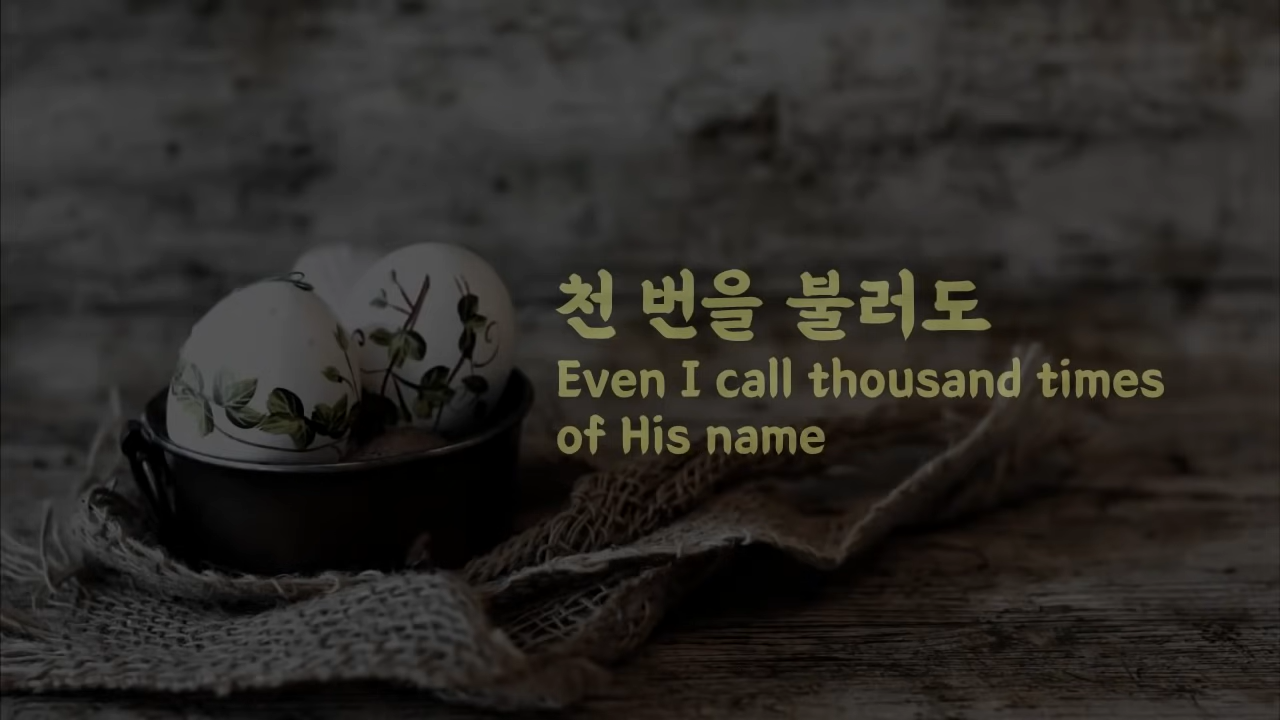 천 번을 불러도
Even I call thousand times
of His name